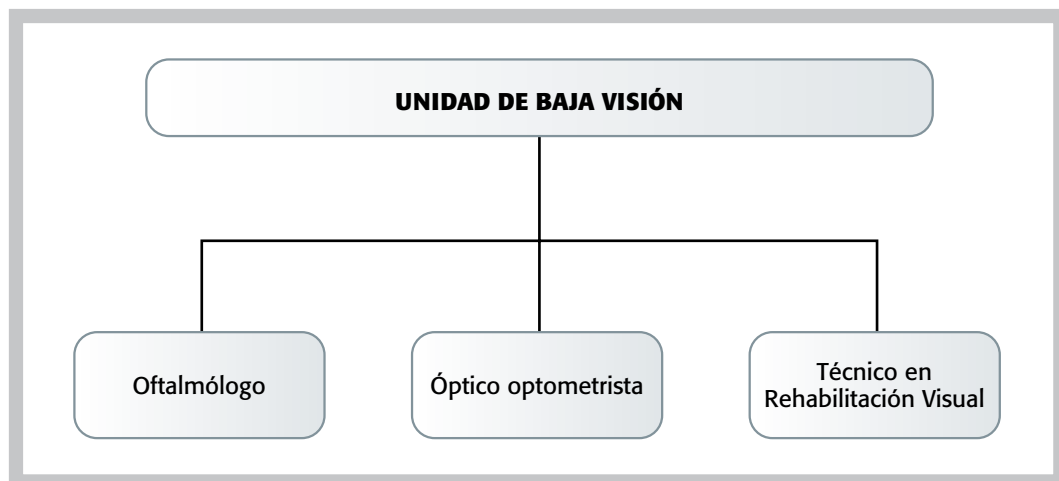 UNIDAD DE BAJA VISIÓN
Oftalmólogo
Óptico optometrista
Técnico en
Rehabilitación Visual